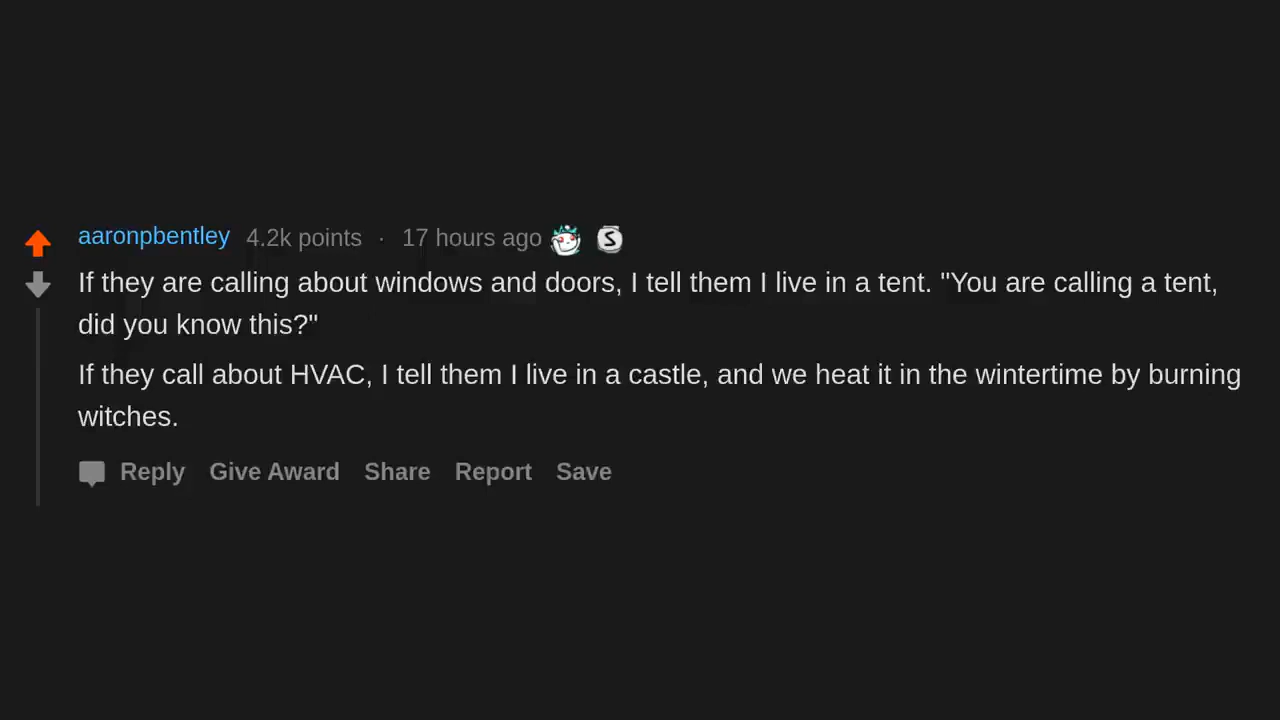 aaronpbentley 4.2k points · 17 hours ago S
If they are calling about windows and doors, I tell them I live in a tent. "You are calling a tent,
did you know this?"
If they call about HVAC, I tell them I live in a castle, and we heat it in the wintertime by burning
witches.
Reply Give Award Share Report Save